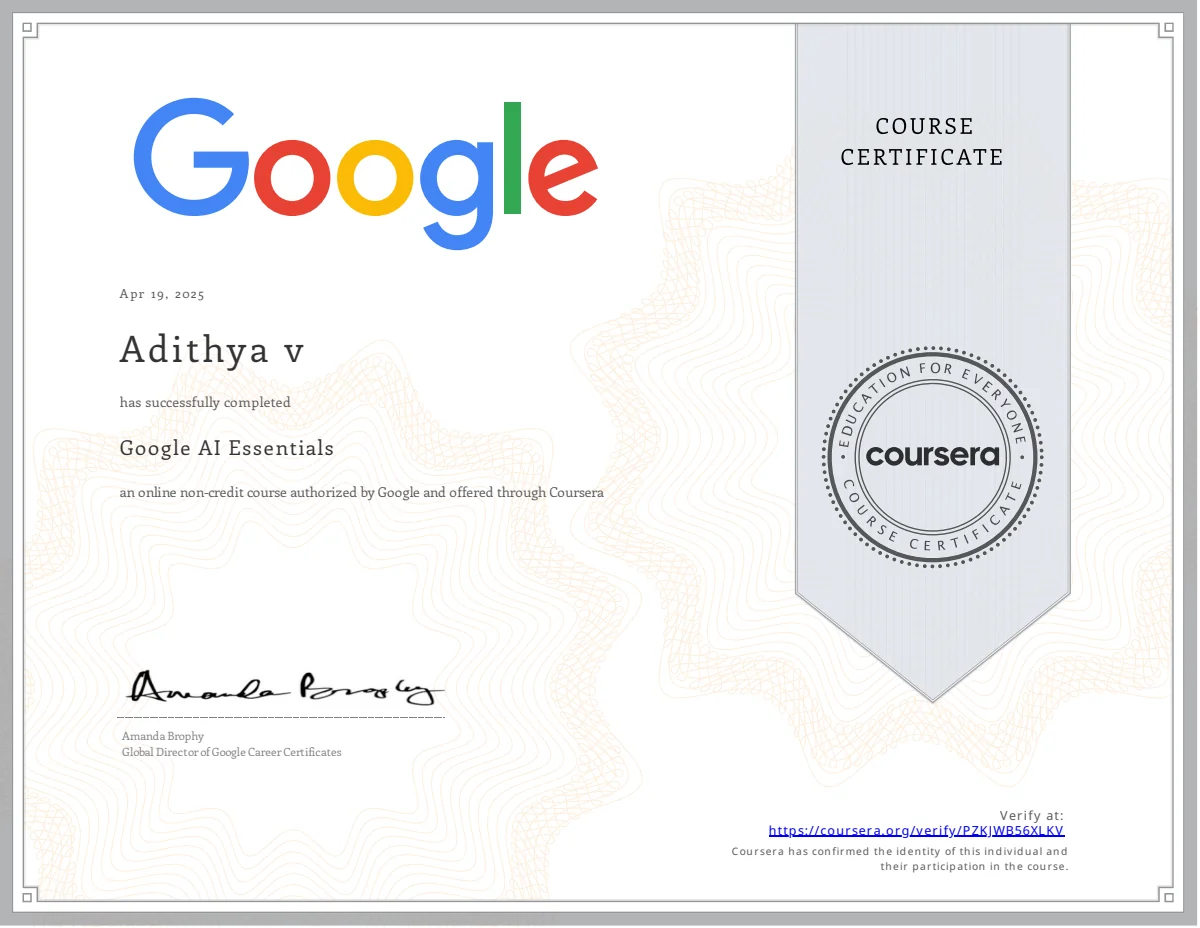 Google
COURSE
CERTIFICATE
Apr 19, 2025
Adithya v
has successfully completed
Google AI Essentials
an online non-credit course authorized by Google and offered through Coursera
EDUCATION FOR EVERYONE
coursera
COURSE CERTIFICATE
Amanda Brophy
Amanda Brophy
Global Director of Google Career Certificates
Verify at:
https://coursera.org/verify/PZKJWB56XLKV
Coursera has confirmed the identity of this individual and
their participation in the course.